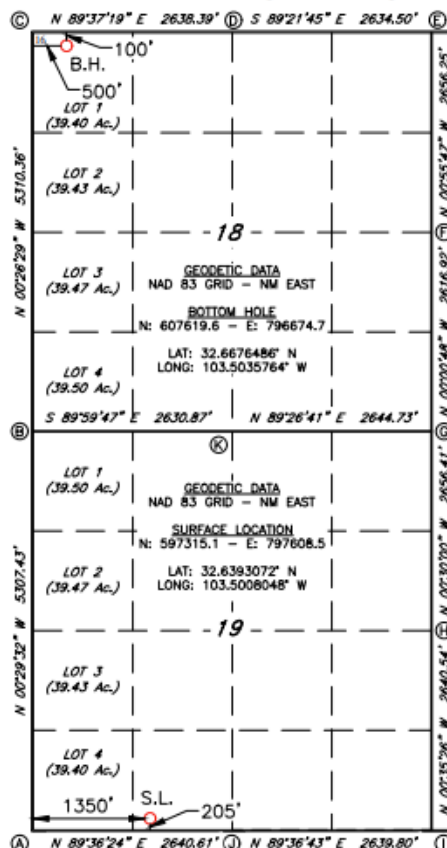 C N 89°37'19" E 2638.39' D S 89°21'45" E 2634.50' E
100'
B.H.
500'
LOT 1
(39.40 Ac.)
LOT 2
(39.43 Ac.)
18
LOT 3
(39.47 Ac.)
GEODETIC DATA
NAD 83 GRID - NM EAST
BOTTOM HOLE
N: 607619.6 - E: 796674.7
LAT: 32.6676486° N
LONG: 103.5035764° W
LOT 4
(39.50 Ac.)
N 00°26'29" W 5310.36'
N 00°55'47" W 2656.25'
F
N 00°00'48" W 2616.92'
B S 89°59'47" E 2630.87' N 89°26'41" E 2644.73' G
K
LOT 1
(39.50 Ac.)
GEODETIC DATA
NAD 83 GRID - NM EAST
SURFACE LOCATION
N: 597315.1 - E: 797608.5
LAT: 32.6393072° N
LONG: 103.5008048° W
LOT 2
(39.47 Ac.)
19
LOT 3
(39.43 Ac.)
LOT 4
(39.40 Ac.)
N 00°29'32" W 5307.43'
2656.41'
H
N 00°35'26" W 2640.54'
1350'
S.L.
205'
A N 89°36'24" E 2640.61' J N 89°36'43" E 2639.80' I